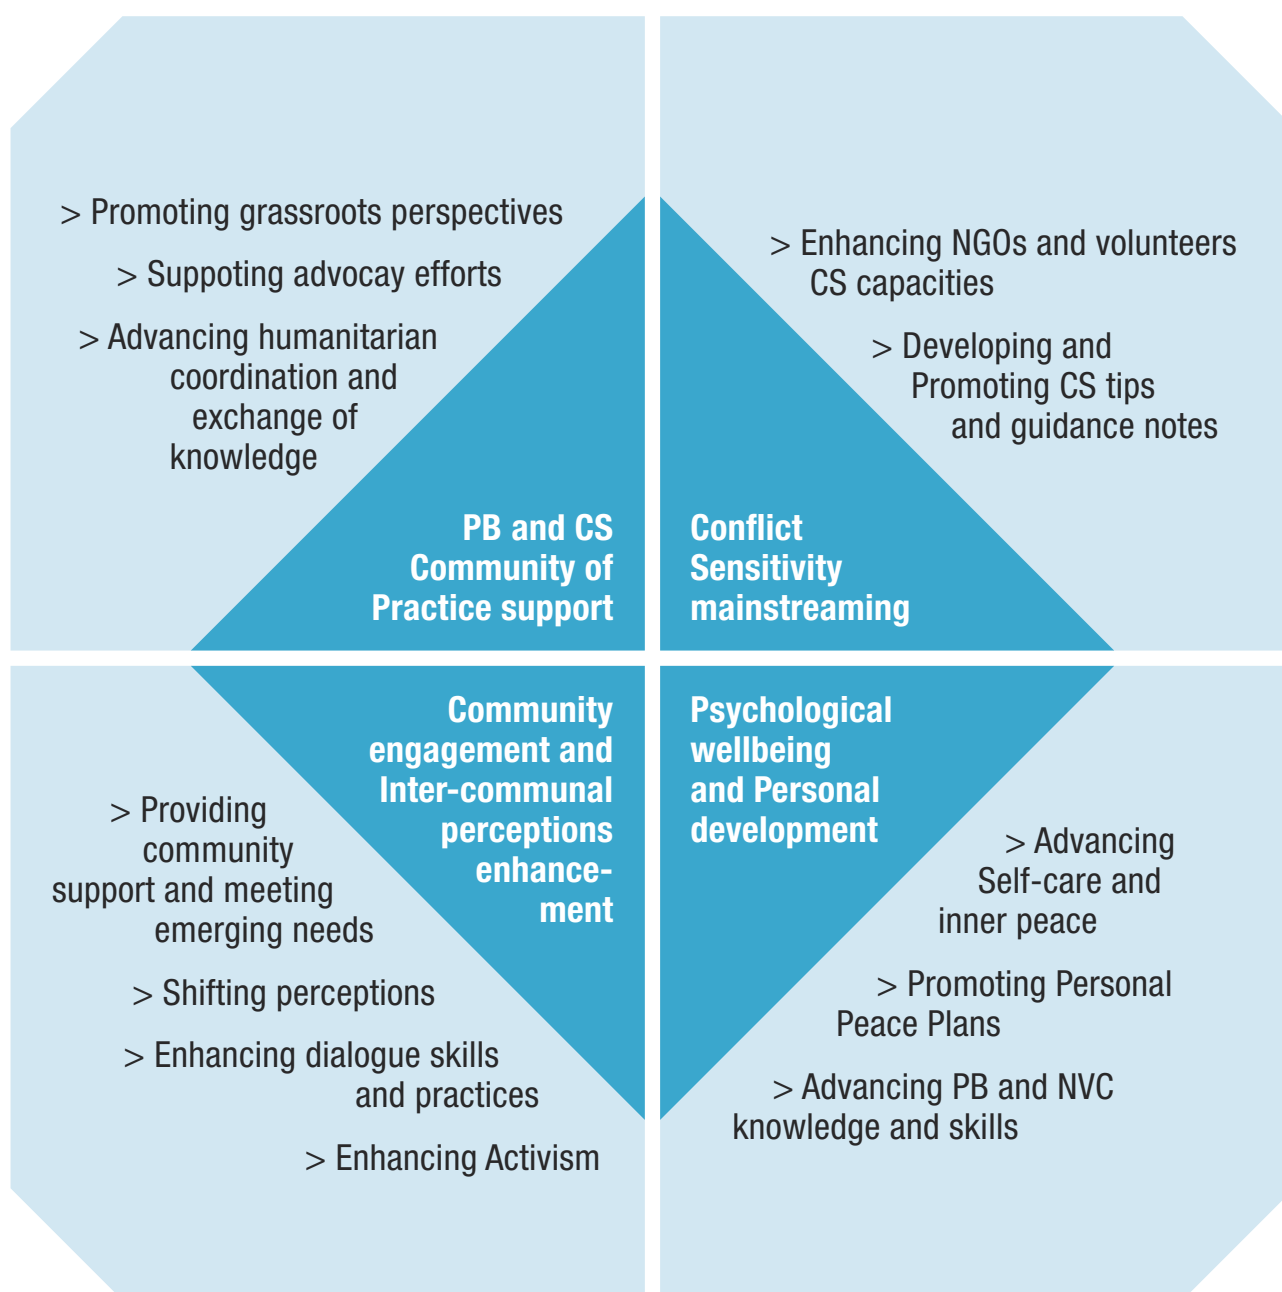 > Promoting grassroots perspectives
> Suppoting advocay efforts
> Advancing humanitarian
coordination and
exchange of
knowledge
PB and CS
Community of
Practice support
> Enhancing NGOs and volunteers
CS capacities
> Developing and
Promoting CS tips
and guidance notes
Conflict
Sensitivity
mainstreaming
Community
engagement and
Inter-communal
perceptions
enhance-
ment
> Providing
community
support and meeting
emerging needs
> Shifting perceptions
> Enhancing dialogue skills
and practices
> Enhancing Activism
Psychological
wellbeing
and Personal
development
> Advancing
Self-care and
inner peace
> Promoting Personal
Peace Plans
> Advancing PB and NVC
knowledge and skills